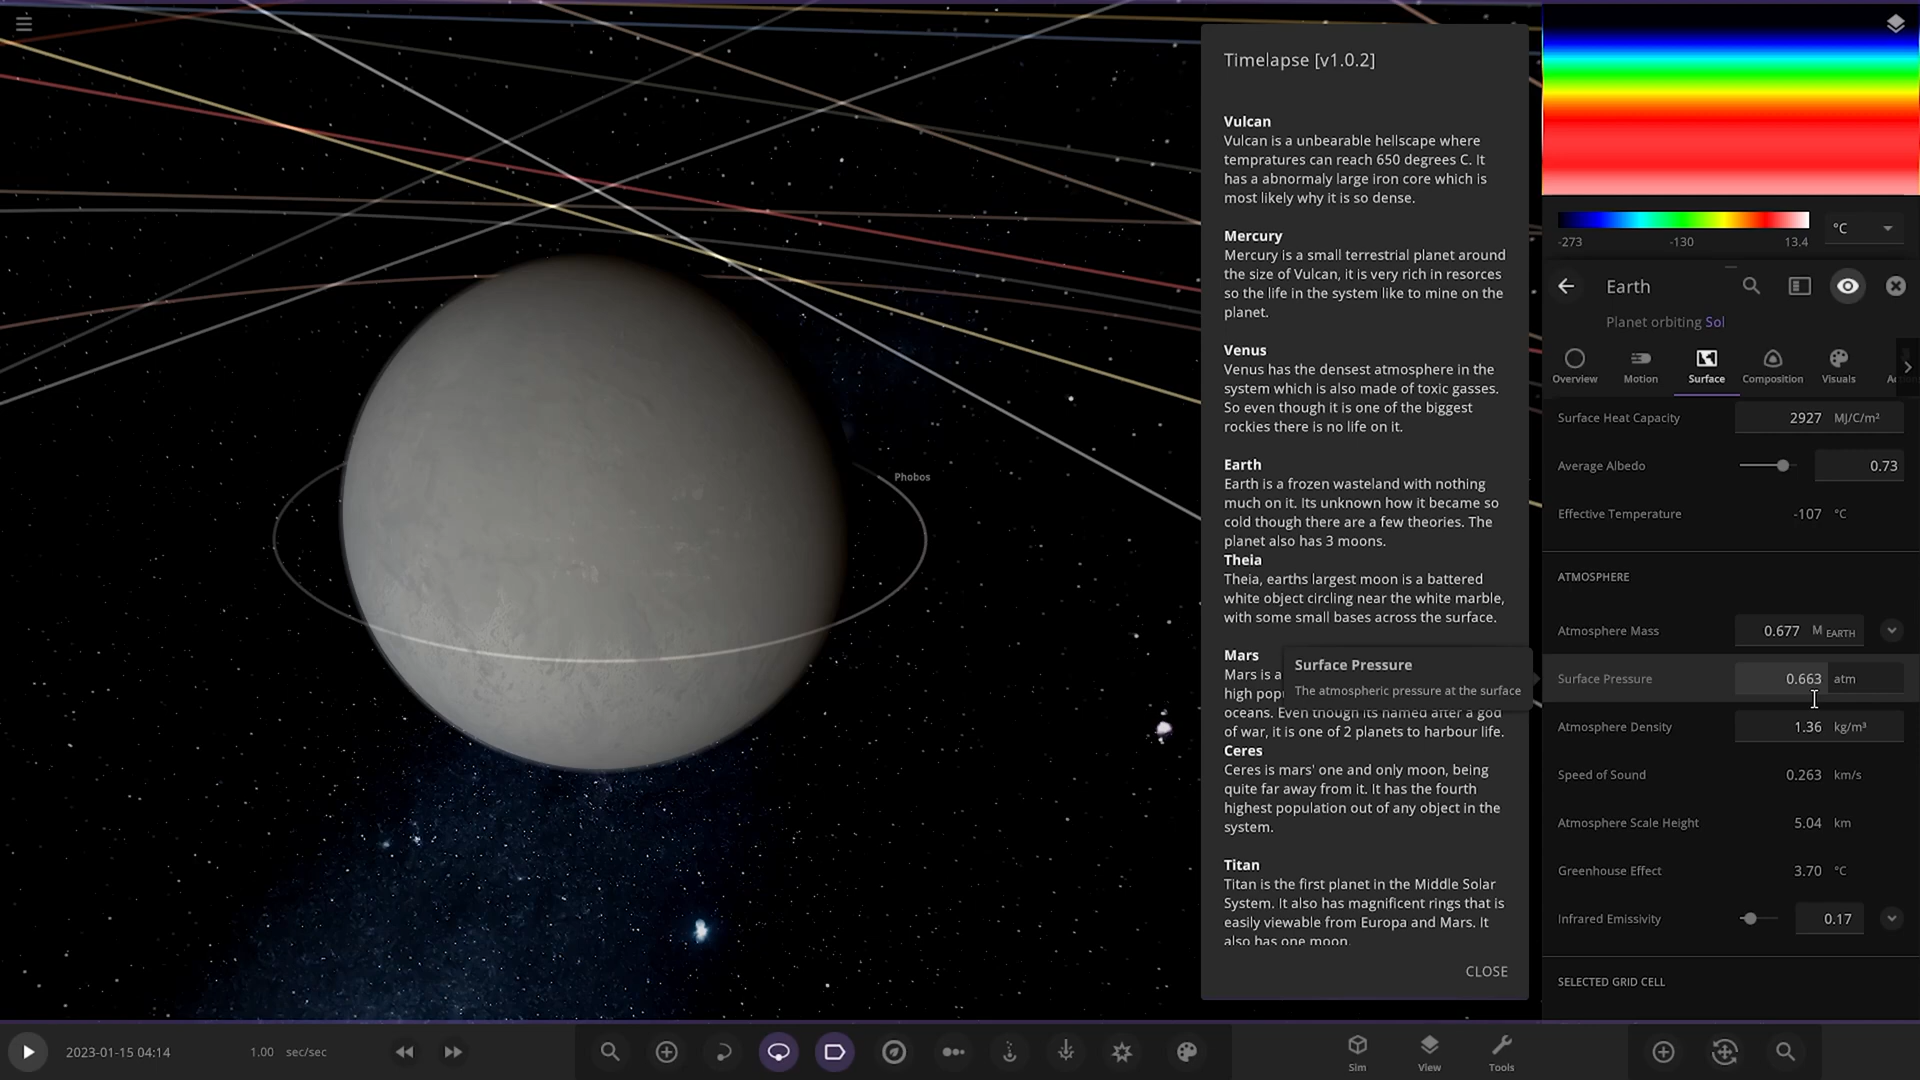 Timelapse [v1.0.2]
Vulcan
Vulcan is a unbearable hellscape where
tempratures can reach 650 degrees C. It
has a abnormaly large iron core which is
most likely why it is so dense.
Mercury
Mercury is a small terrestrial planet around
the size of Vulcan, it is very rich in resorces
so the life in the system like to mine on the
planet.
Venus
Venus has the densest atmosphere in the
system which is also made of toxic gasses.
So even though it is one of the biggest
rockies there is no life on it.
Earth
Earth is a frozen wasteland with nothing
much on it. Its unknown how it became so
cold though there are a few theories. The
planet also has 3 moons.
Theia
Theia, earths largest moon is a battered
white object circling near the white marble,
with some small bases across the surface.
Mars
Mars is a
high pop
oceans. Even though its named after a god
of war, it is one of 2 planets to harbour life.
Ceres
Ceres is mars' one and only moon, being
quite far away from it. It has the fourth
highest population out of any object in the
system.
Titan
Titan is the first planet in the Middle Solar
System. It also has magnificent rings that is
easily viewable from Europa and Mars. It
also has one moon.
CLOSE
Surface Pressure
The atmospheric pressure at the surface
Phobos
-273 -130 13.4 °C
Earth
Planet orbiting Sol
Overview Motion Surface Composition Visuals
Surface Heat Capacity 2927 MJ/C/m²
Average Albedo 0.73
Effective Temperature -107 °C
ATMOSPHERE
Atmosphere Mass 0.677 M EARTH
Surface Pressure 0.663 atm
Atmosphere Density 1.36 kg/m³
Speed of Sound 0.263 km/s
Atmosphere Scale Height 5.04 km
Greenhouse Effect 3.70 °C
Infrared Emissivity 0.17
SELECTED GRID CELL
2023-01-15 04:14 1.00 sec/sec
Sim View Tools